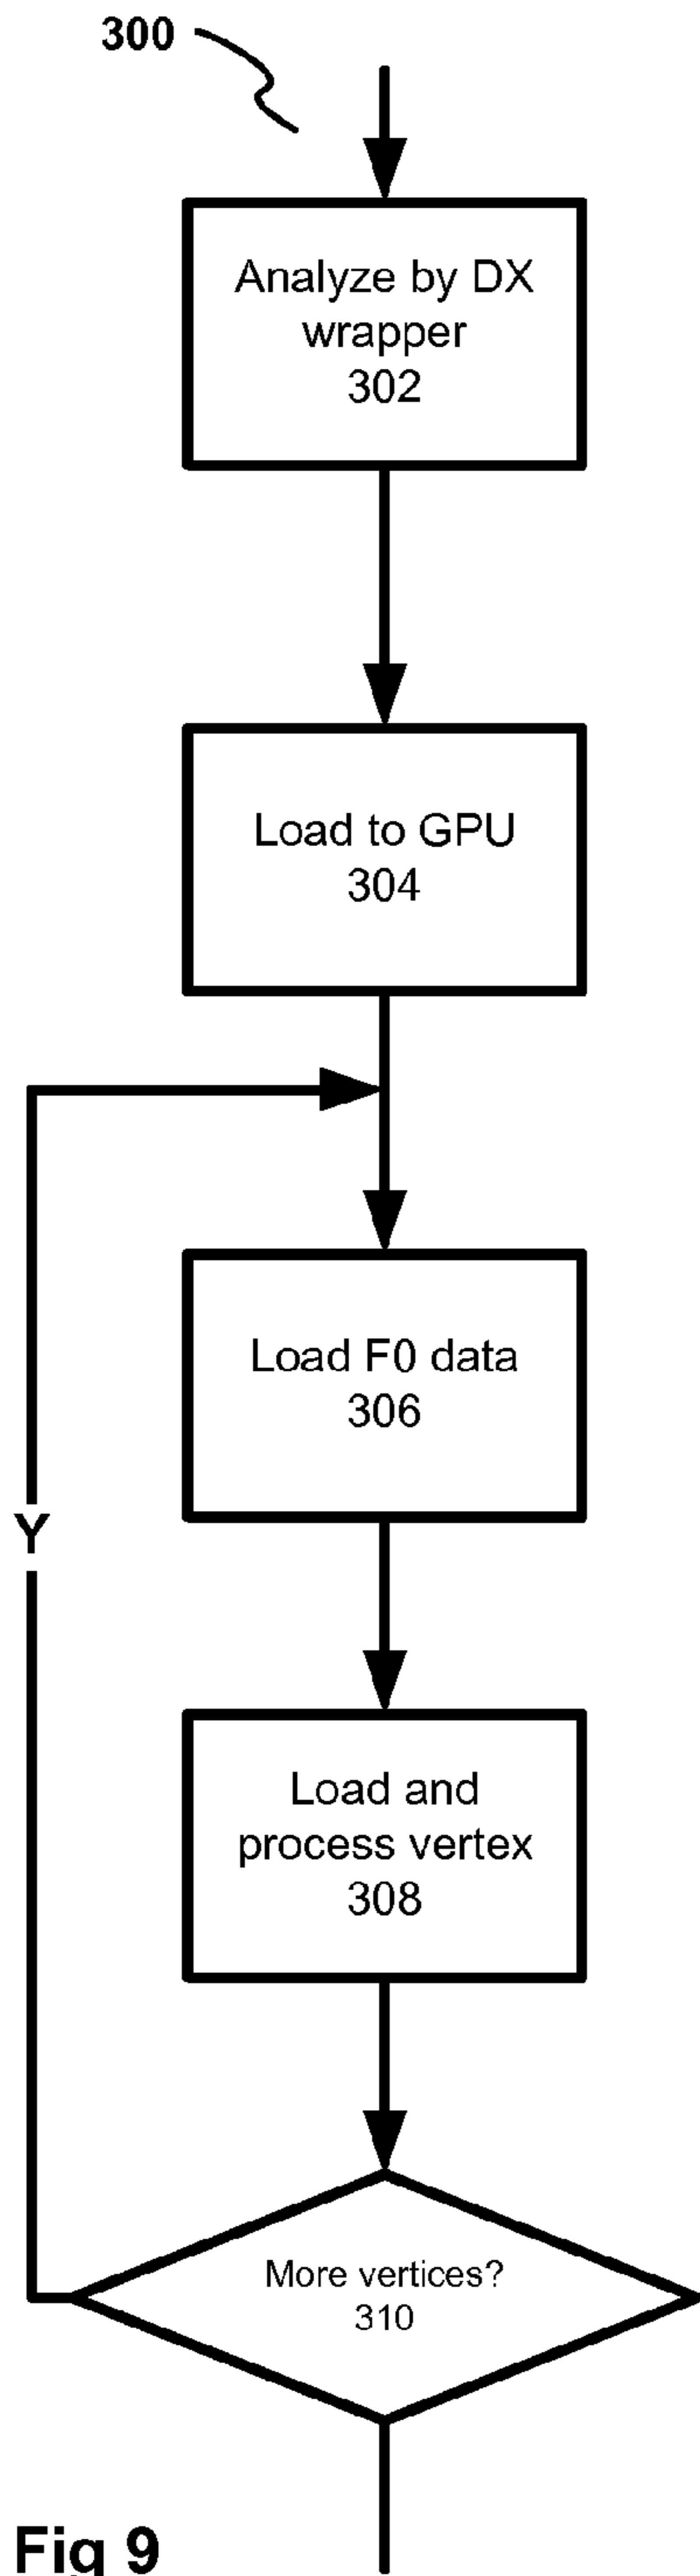 300
Analyze by DX
wrapper
302
Load to GPU
304
Load F0 data
306
Y
Load and
process vertex
308
More vertices?
310
Fig 9